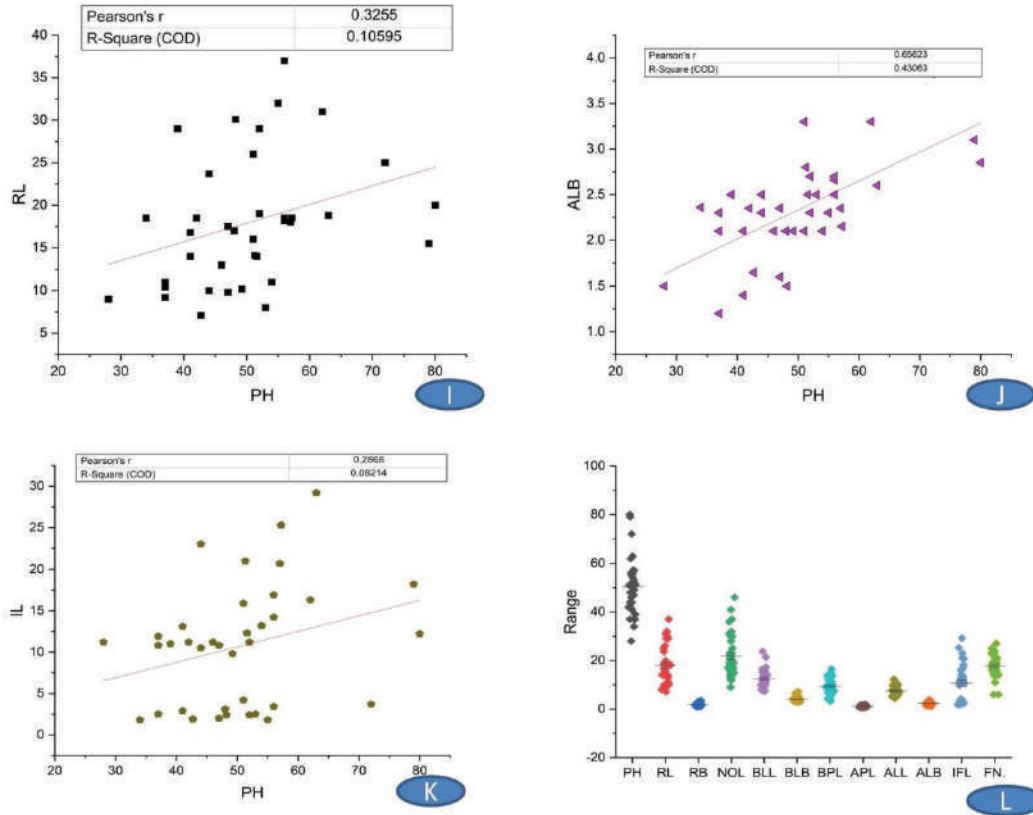 Pearson's r 0.3255
R-Square (COD) 0.10595
40
35
30
25
20
15
10
5
RL
20 30 40 50 60 70 80
PH
I
Pearson's r 0.65623
R-Square (COD) 0.43063
4.0
3.5
3.0
2.5
2.0
1.5
1.0
ALB
20 30 40 50 60 70 80
PH
J
Pearson's r 0.2866
R-Square (COD) 0.08214
30
25
20
15
10
5
0
IL
20 30 40 50 60 70 80
PH
K
100
80
60
40
20
0
-20
Range
PH RL RB NOL BLL BLB BPL APL ALL ALB IFL FN.
L